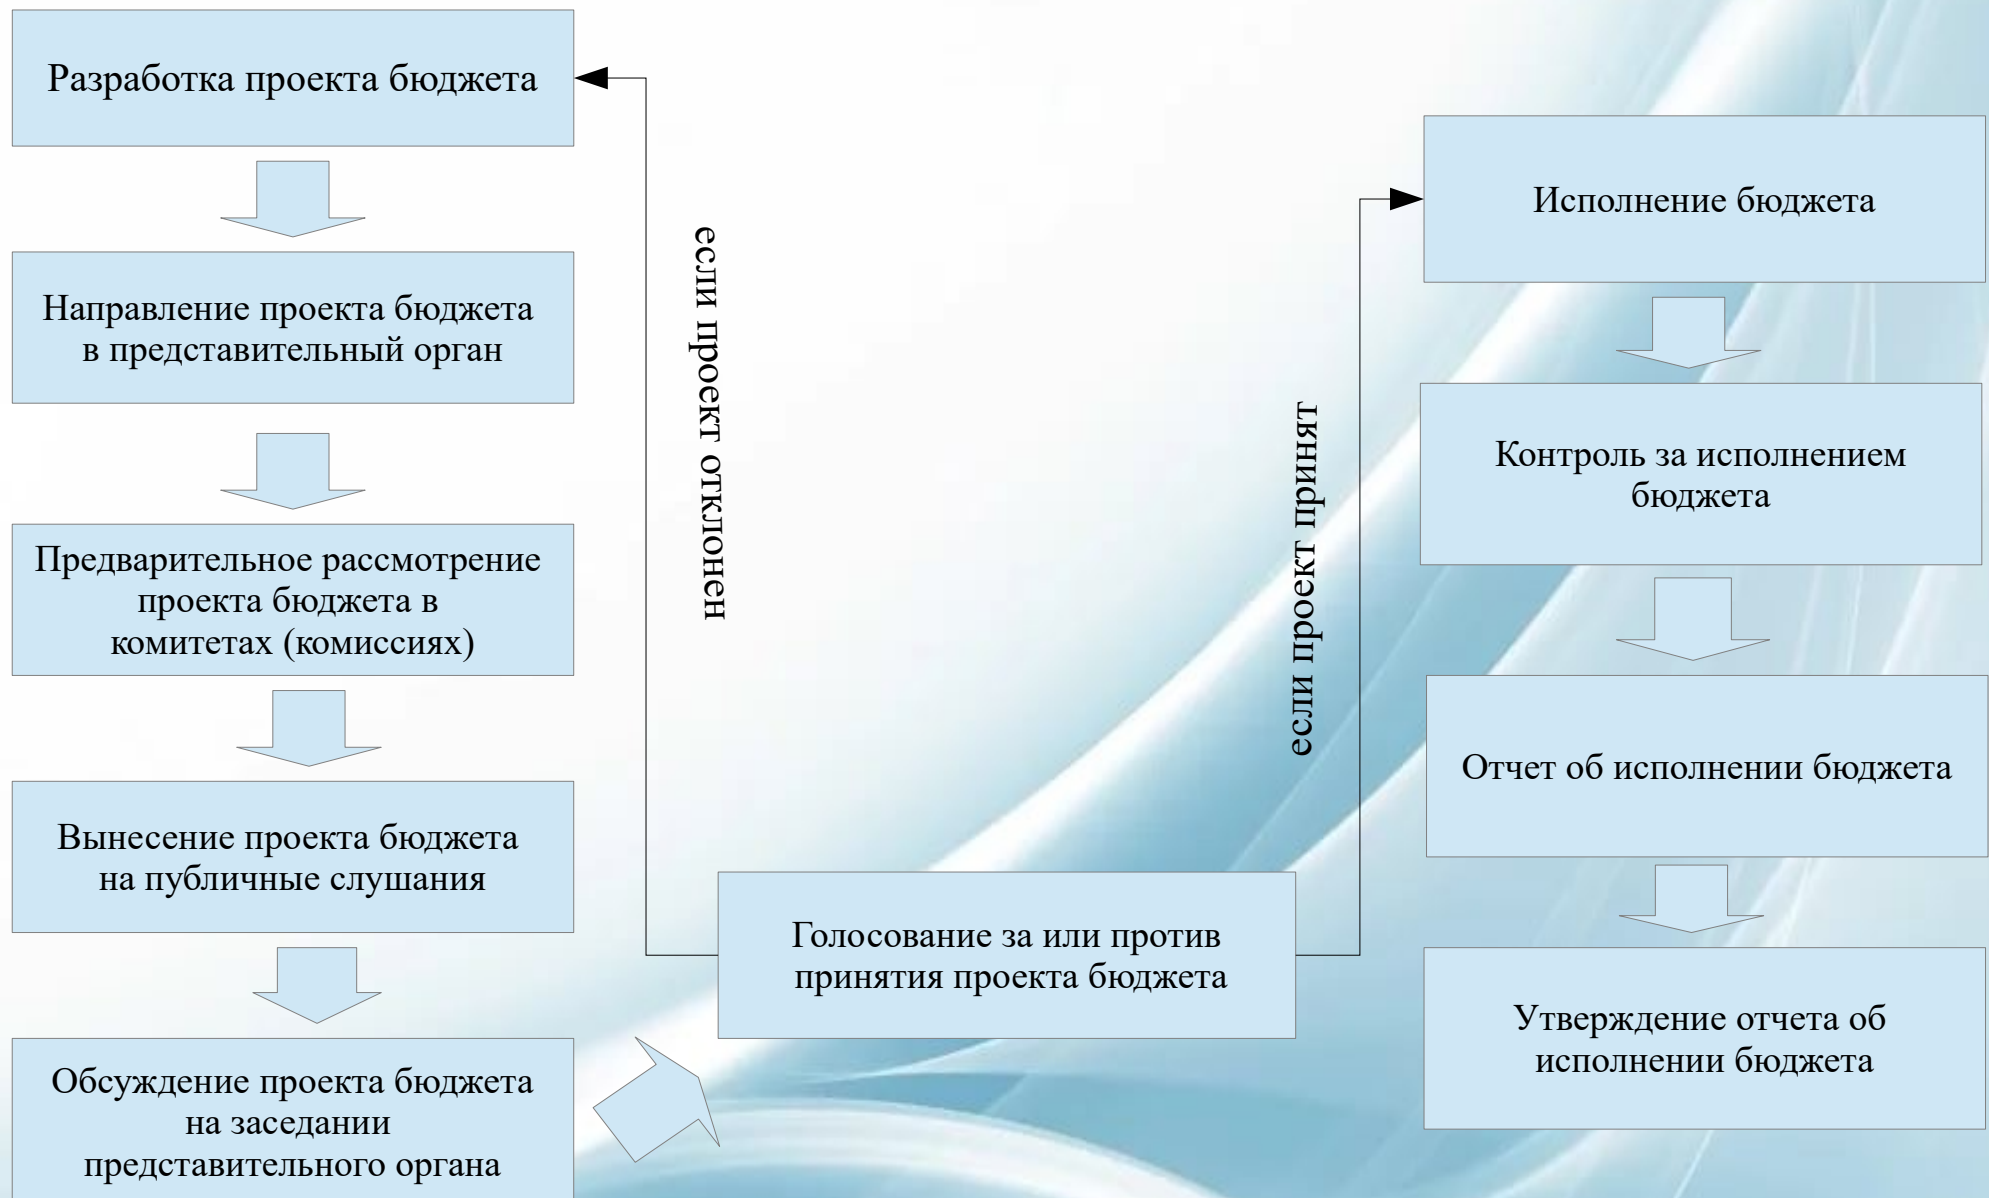 Разработка проекта бюджета
Направление проекта бюджета
в представительный орган
Предварительное рассмотрение
проекта бюджета в
комитетах (комиссиях)
Вынесение проекта бюджета
на публичные слушания
Обсуждение проекта бюджета
на заседании
представительного органа
если проект отклонен
Голосование за или против
принятия проекта бюджета
если проект принят
Исполнение бюджета
Контроль за исполнением
бюджета
Отчет об исполнении бюджета
Утверждение отчета об
исполнении бюджета